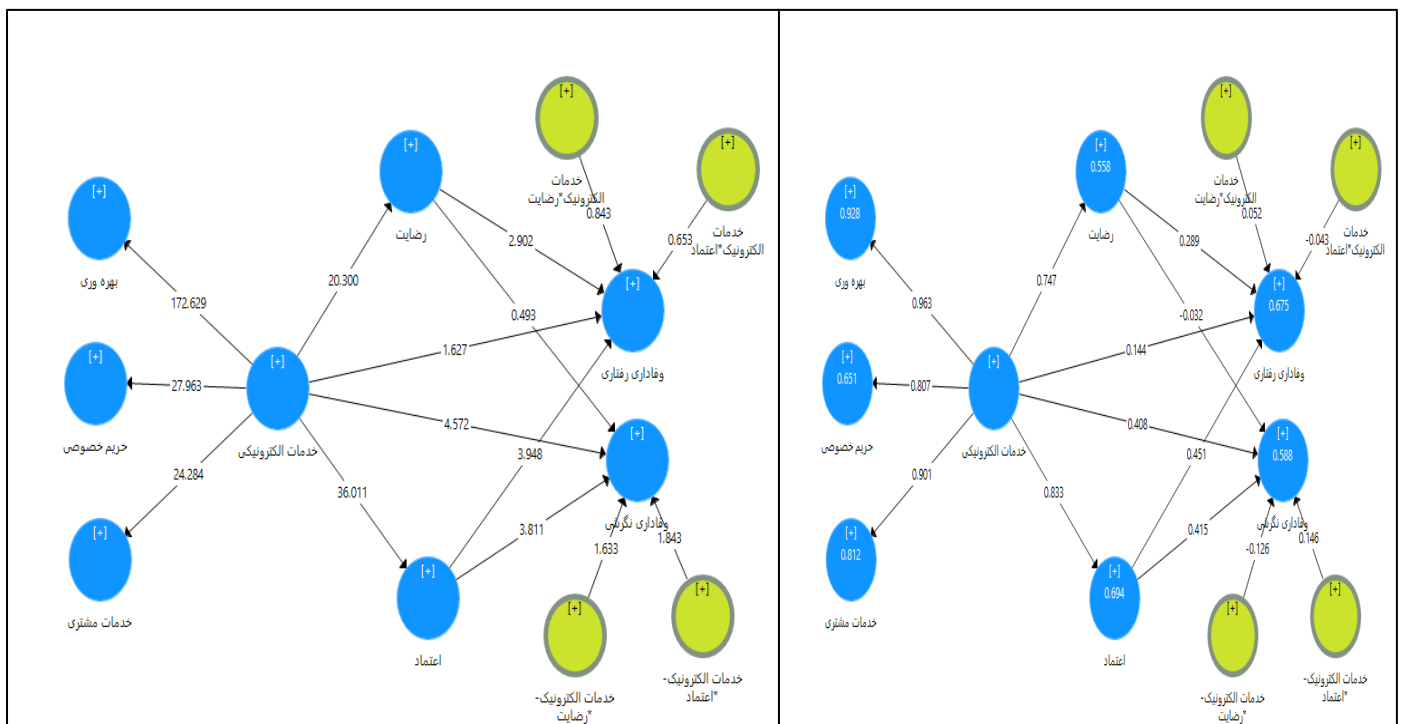 [+]
خدمات
الکترونیک*رضایت
0.843
[+]
خدمات
الکترونیک*اعتماد
0.653
[+]
رضایت
[+]
بهره وری
172.629
20.300
2.902
0.493
[+]
وفاداری رفتاری
1.627
[+]
حریم خصوصی
27.963
[+]
خدمات الکترونیکی
4.572
3.948
[+]
وفاداری نگرشی
24.284
36.011
3.811
1.633
1.843
[+]
خدمات مشتری
[+]
اعتماد
[+]
خدمات الکترونیک-
*رضایت
[+]
خدمات الکترونیک-
*اعتماد
[+]
خدمات
الکترونیک*رضایت
0.052
[+]
خدمات
الکترونیک*اعتماد
-0.043
[+]
0.558
رضایت
[+]
0.928
بهره وری
0.963
0.747
0.289
-0.032
[+]
0.675
وفاداری رفتاری
0.144
[+]
0.651
حریم خصوصی
0.807
[+]
خدمات الکترونیکی
0.408
0.451
[+]
0.588
وفاداری نگرشی
0.901
0.833
0.415
-0.126
0.146
[+]
0.812
خدمات مشتری
[+]
0.694
اعتماد
[+]
خدمات الکترونیک-
*رضایت
[+]
خدمات الکترونیک-
*اعتماد